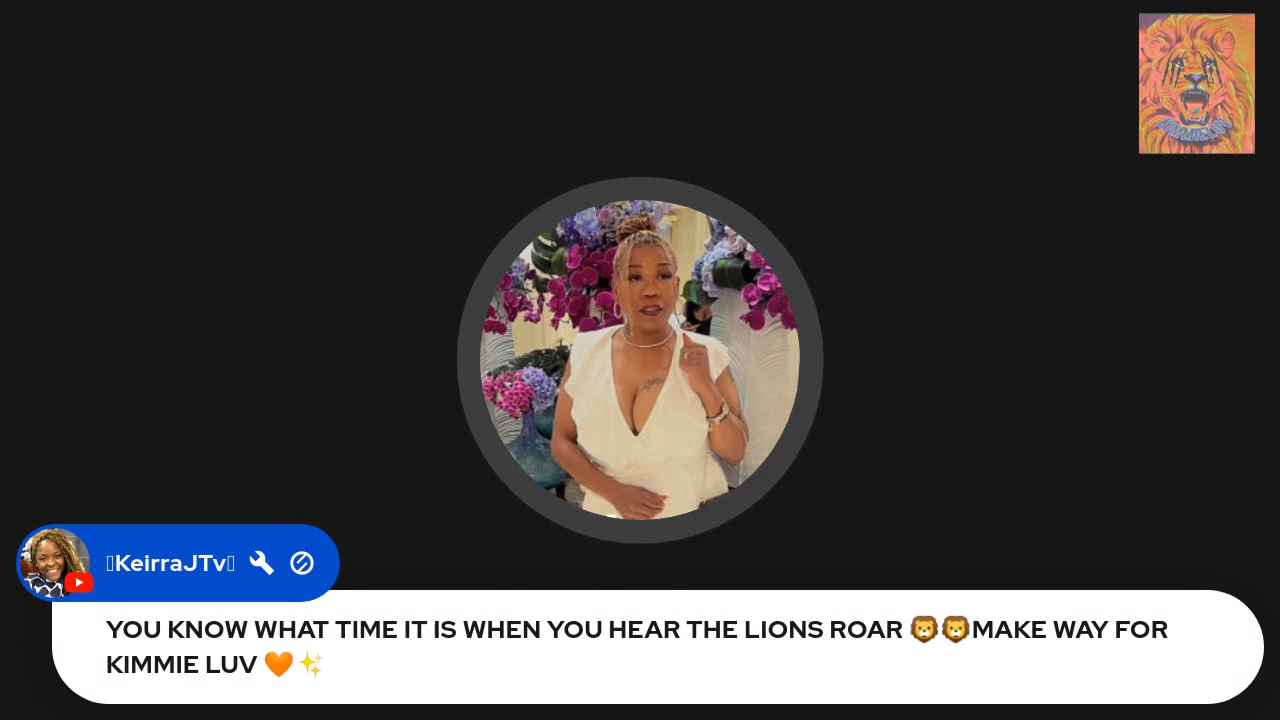 KeirraJTv
YOU KNOW WHAT TIME IT IS WHEN YOU HEAR THE LIONS ROAR 🦁🦁MAKE WAY FOR
KIMMIE LUV 🧡✨